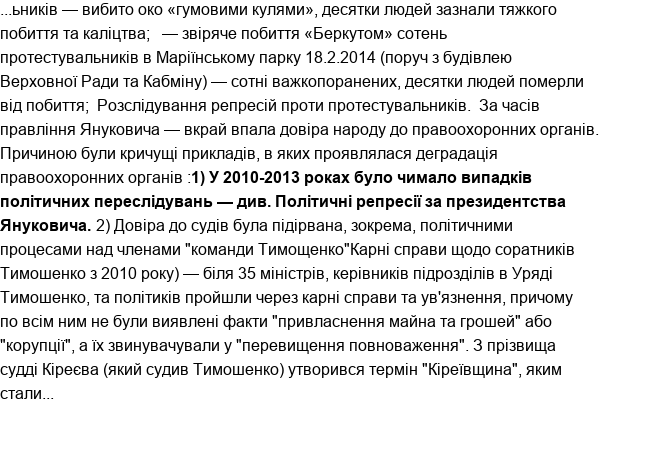 ...ьників — вибито око «гумовими кулями», десятки людей зазнали тяжкого
побиття та каліцтва;   — звіряче побиття «Беркутом» сотень
протестувальників в Маріїнському парку 18.2.2014 (поруч з будівлею
Верховної Ради та Кабміну) — сотні важкопоранених, десятки людей померли
від побиття;  Розслідування репресій проти протестувальників.  За часів
правління Януковича — вкрай впала довіра народу до правоохоронних органів.
Причиною були кричущі прикладів, в яких проявлялася деградація
правоохоронних органів :1) У 2010-2013 роках було чимало випадків
політичних переслідувань — див. Політичні репресії за президентства
Януковича. 2) Довіра до судів була підірвана, зокрема, політичними
процесами над членами "команди Тимощенко"Карні справи щодо соратників
Тимошенко з 2010 року) — біля 35 міністрів, керівників підрозділів в Уряді
Тимошенко, та політиків пройшли через карні справи та ув'язнення, причому
по всім ним не були виявлені факти "привласнення майна та грошей" або
"корупції", а їх звинувачували у "перевищення повноваження". З прізвища
судді Кіреєва (який судив Тимошенко) утворився термін "Кіреївщина", яким
стали...